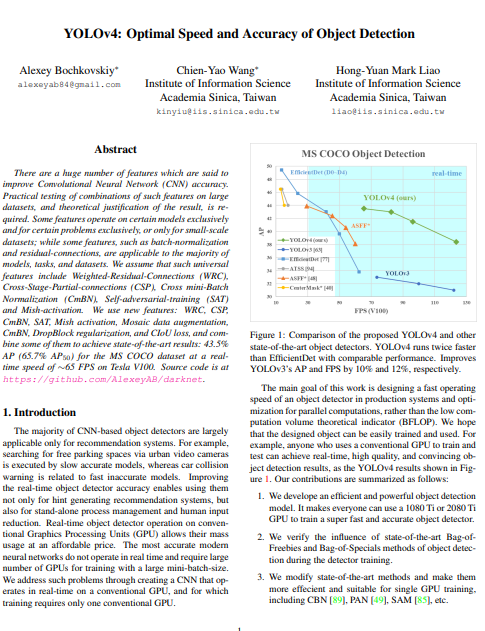 YOLOv4: Optimal Speed and Accuracy of Object Detection
Alexey Bochkovskiy*
alexeyab84@gmail.com
Chien-Yao Wang*
Institute of Information Science
Academia Sinica, Taiwan
kinyiu@iis.sinica.edu.tw
Hong-Yuan Mark Liao
Institute of Information Science
Academia Sinica, Taiwan
liao@iis.sinica.edu.tw
Abstract
There are a huge number of features which are said to
improve Convolutional Neural Network (CNN) accuracy.
Practical testing of combinations of such features on large
datasets, and theoretical justification of the result, is re-
quired. Some features operate on certain models exclusively
and for certain problems exclusively, or only for small-scale
datasets; while some features, such as batch-normalization
and residual-connections, are applicable to the majority of
models, tasks, and datasets. We assume that such universal
features include Weighted-Residual-Connections (WRC),
Cross-Stage-Partial-connections (CSP), Cross mini-Batch
Normalization (CmBN), Self-adversarial-training (SAT)
and Mish-activation. We use new features: WRC, CSP,
CmBN, SAT, Mish activation, Mosaic data augmentation,
CmBN, DropBlock regularization, and CIoU loss, and com-
bine some of them to achieve state-of-the-art results: 43.5%
AP (65.7% AP50) for the MS COCO dataset at a real-
time speed of ~65 FPS on Tesla V100. Source code is at
https://github.com/AlexeyAB/darknet.
1. Introduction
The majority of CNN-based object detectors are largely
applicable only for recommendation systems. For example,
searching for free parking spaces via urban video cameras
is executed by slow accurate models, whereas car collision
warning is related to fast inaccurate models. Improving
the real-time object detector accuracy enables using them
not only for hint generating recommendation systems, but
also for stand-alone process management and human input
reduction. Real-time object detector operation on conven-
tional Graphics Processing Units (GPU) allows their mass
usage at an affordable price. The most accurate modern
neural networks do not operate in real time and require large
number of GPUs for training with a large mini-batch-size.
We address such problems through creating a CNN that op-
erates in real-time on a conventional GPU, and for which
training requires only one conventional GPU.
MS COCO Object Detection
EfficientDet (D0~D4)
real-time
YOLOv4 (ours)
ASFF*
YOLOv3
AP
50
48
46
44
42
40
38
36
34
32
30
YOLOv4 (ours)
YOLOv3 [63]
EfficientDet [77]
ATSS [94]
ASFF* [48]
CenterMask* [40]
10
30
50
70
90
110
130
FPS (V100)
Figure 1: Comparison of the proposed YOLOv4 and other
state-of-the-art object detectors. YOLOv4 runs twice faster
than EfficientDet with comparable performance. Improves
YOLOv3's AP and FPS by 10% and 12%, respectively.
The main goal of this work is designing a fast operating
speed of an object detector in production systems and opti-
mization for parallel computations, rather than the low com-
putation volume theoretical indicator (BFLOP). We hope
that the designed object can be easily trained and used. For
example, anyone who uses a conventional GPU to train and
test can achieve real-time, high quality, and convincing ob-
ject detection results, as the YOLOv4 results shown in Fig-
ure 1. Our contributions are summarized as follows:
1. We develop an efficient and powerful object detection
model. It makes everyone can use a 1080 Ti or 2080 Ti
GPU to train a super fast and accurate object detector.
2. We verify the influence of state-of-the-art Bag-of-
Freebies and Bag-of-Specials methods of object detec-
tion during the detector training.
3. We modify state-of-the-art methods and make them
more effecient and suitable for single GPU training,
including CBN [89], PAN [49], SAM [85], etc.